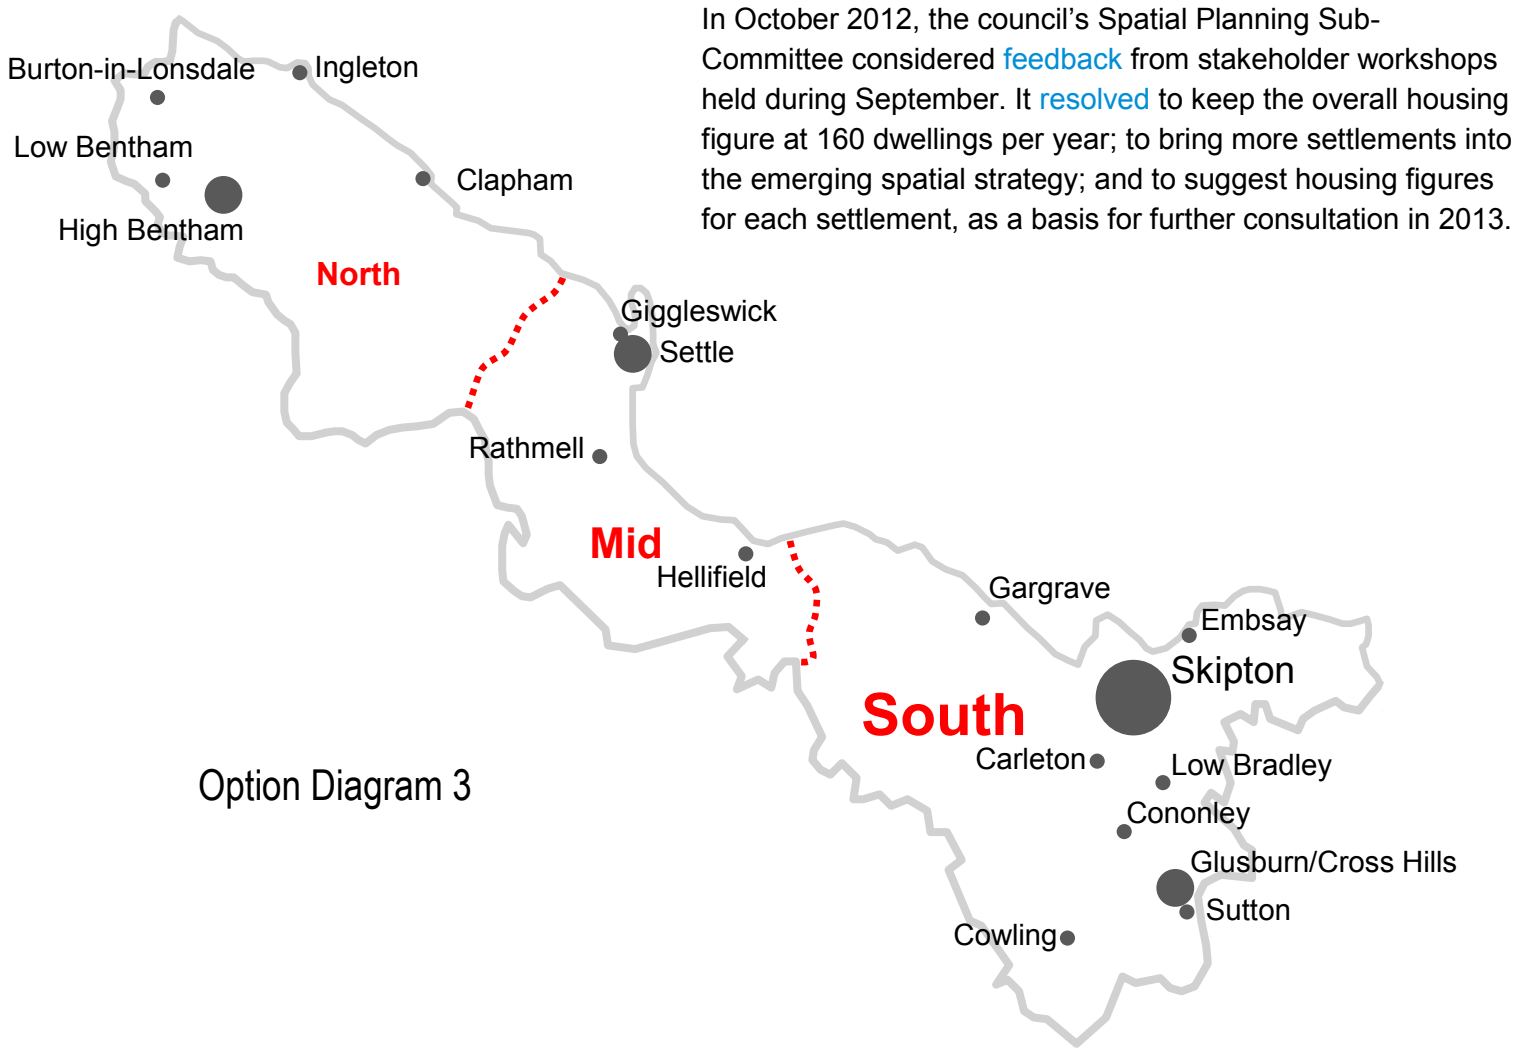 In October 2012, the council’s Spatial Planning Sub-
Committee considered feedback from stakeholder workshops
held during September. It resolved to keep the overall housing
figure at 160 dwellings per year; to bring more settlements into
the emerging spatial strategy; and to suggest housing figures
for each settlement, as a basis for further consultation in 2013.
Burton-in-Lonsdale
Ingleton
Low Bentham
Clapham
High Bentham
North
Giggleswick
Settle
Rathmell
Mid
Hellifield
Gargrave
Embsay
Skipton
South
Carleton
Low Bradley
Option Diagram 3
Cononley
Glusburn/Cross Hills
Sutton
Cowling